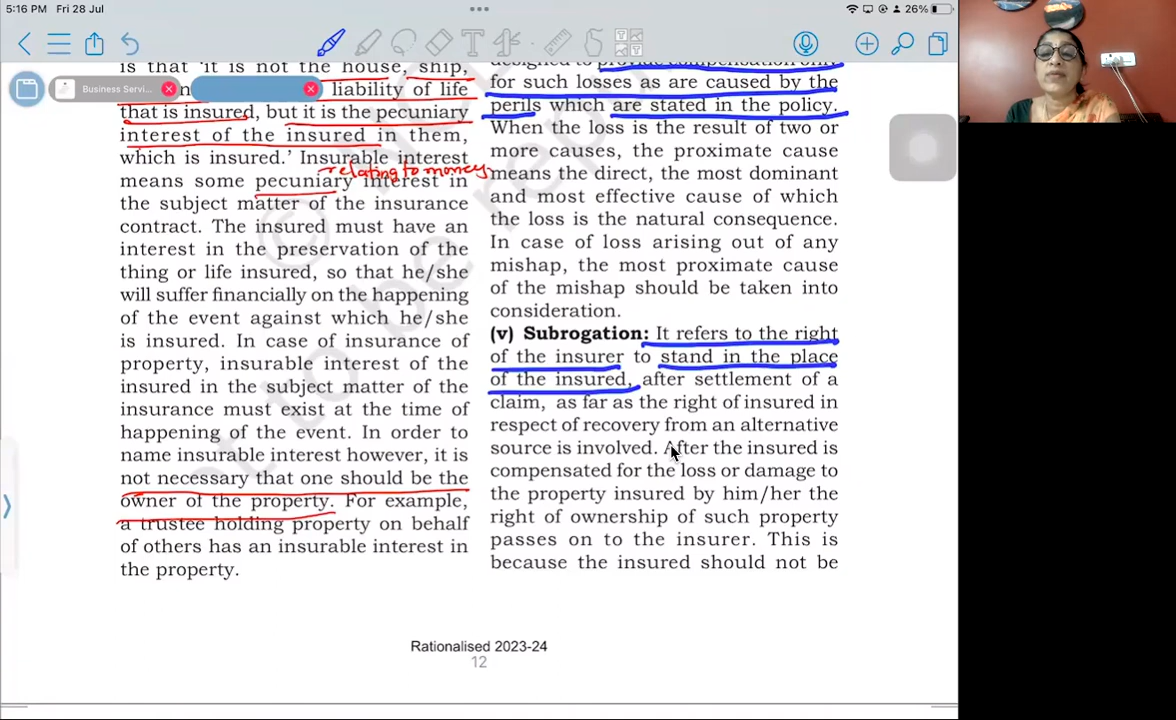 5:16 PM Fri 28 Jul
26%
Business Servi...
is that 'it is not the house, ship,
liability of life
that is insured, but it is the pecuniary
interest of the insured in them,
which is insured.' Insurable interest
relating to money
means some pecuniary interest in
the subject matter of the insurance
contract. The insured must have an
interest in the preservation of the
thing or life insured, so that he/she
will suffer financially on the happening
of the event against which he/she
is insured. In case of insurance of
property, insurable interest of the
insured in the subject matter of the
insurance must exist at the time of
happening of the event. In order to
name insurable interest however, it is
not necessary that one should be the
owner of the property. For example,
a trustee holding property on behalf
of others has an insurable interest in
the property.
designed to provide compensation only
for such losses as are caused by the
perils which are stated in the policy.
When the loss is the result of two or
more causes, the proximate cause
means the direct, the most dominant
and most effective cause of which
the loss is the natural consequence.
In case of loss arising out of any
mishap, the most proximate cause
of the mishap should be taken into
consideration.
(v) Subrogation: It refers to the right
of the insurer to stand in the place
of the insured, after settlement of a
claim, as far as the right of insured in
respect of recovery from an alternative
source is involved. After the insured is
compensated for the loss or damage to
the property insured by him/her the
right of ownership of such property
passes on to the insurer. This is
because the insured should not be
Rationalised 2023-24
12